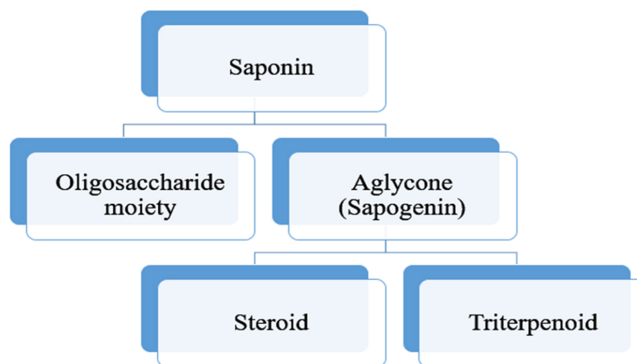 Saponin
Oligosaccharide
moiety
Aglycone
(Sapogenin)
Steroid
Triterpenoid